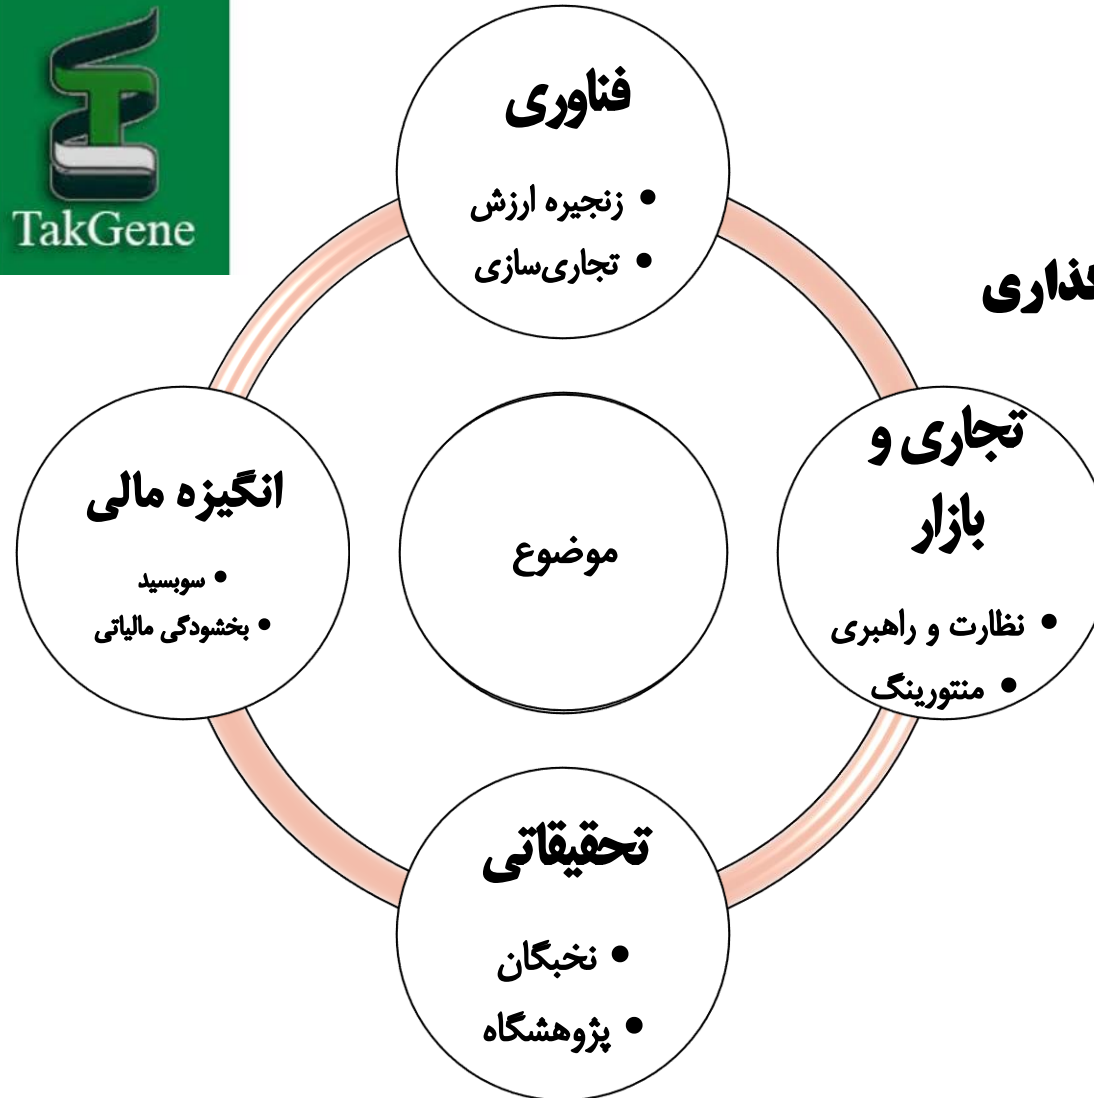 TakGene
فناوری
• زنجیره ارزش
• تجاری‌سازی
تجاری و
بازار
• نظارت و راهبری
• منتورینگ
انگیزه مالی
• سوبسید
• بخشودگی مالیاتی
موضوع
تحقیقاتی
• نخبگان
• پژوهشگاه